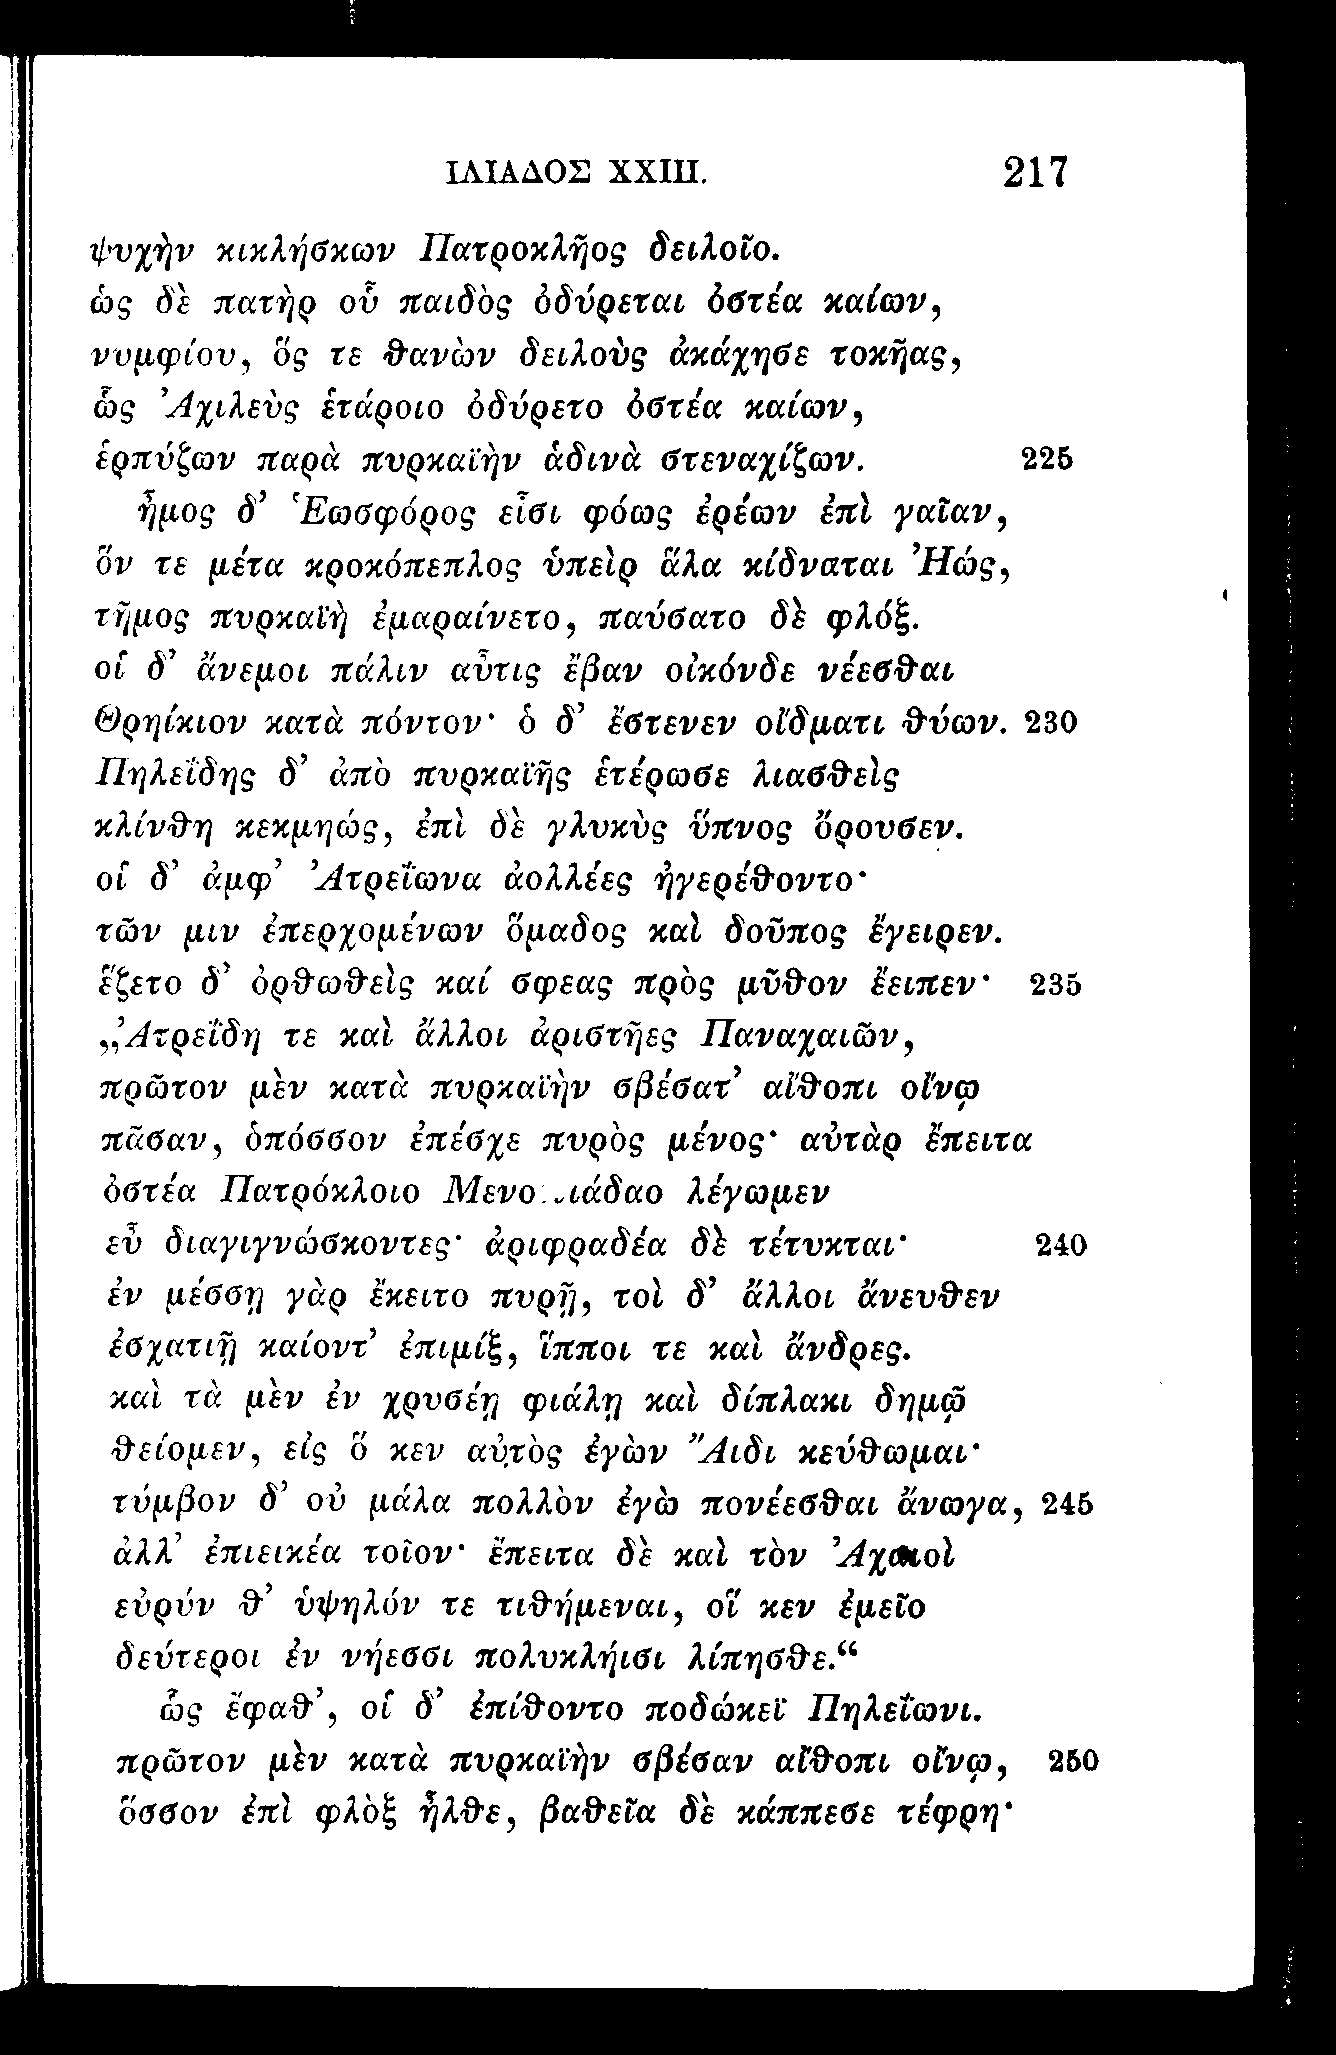 ΙΛΙΑΔΟΣ XXIII. 217
ψυχὴν κικλήσκων Πατροκλῆος δειλοῖο.
ὡς δὲ πατὴρ οὗ παιδὸς ὀδύρεται ὀστέα καίων,
νυμφίου, ὅς τε θανὼν δειλοὺς ἀκάχησε τοκῆας,
ὣς Ἀχιλεὺς ἑτάροιο ὀδύρετο ὀστέα καίων,
ἑρπύζων παρὰ πυρκαϊὴν ἁδινὰ στεναχίζων. 225
ἦμος δ’ Ἑωσφόρος εἶσι φόως ἐρέων ἐπὶ γαῖαν,
ὅν τε μέτα κροκόπεπλος ὑπεὶρ ἅλα κίδναται Ἠώς,
τῆμος πυρκαϊὴ ἐμαραίνετο, παύσατο δὲ φλόξ.
οἳ δ’ ἄνεμοι πάλιν αὖτις ἔβαν οἰκόνδε νέεσθαι
Θρηίκιον κατὰ πόντον· ὁ δ’ ἔστενεν οἴδματι θύων. 230
Πηλεΐδης δ’ ἀπὸ πυρκαϊῆς ἑτέρωσε λιασθεὶς
κλίνθη κεκμηώς, ἐπὶ δὲ γλυκὺς ὕπνος ὄρουσεν.
οἳ δ’ ἀμφ’ Ἀτρεΐωνα ἀολλέες ἠγερέθοντο·
τῶν μιν ἐπερχομένων ὅμαδος καὶ δοῦπος ἔγειρεν.
ἕζετο δ’ ὀρθωθεὶς καί σφεας πρὸς μῦθον ἔειπεν· 235
„Ἀτρεΐδη τε καὶ ἄλλοι ἀριστῆες Παναχαιῶν,
πρῶτον μὲν κατὰ πυρκαϊὴν σβέσατ’ αἴθοπι οἴνῳ
πᾶσαν, ὁπόσσον ἐπέσχε πυρὸς μένος· αὐτὰρ ἔπειτα
ὀστέα Πατρόκλοιο Μενοιτιάδαο λέγωμεν
εὖ διαγιγνώσκοντες· ἀριφραδέα δὲ τέτυκται· 240
ἐν μέσσῃ γὰρ ἔκειτο πυρῇ, τοὶ δ’ ἄλλοι ἄνευθεν
ἐσχατιῇ καίοντ’ ἐπιμίξ, ἵπποι τε καὶ ἄνδρες.
καὶ τὰ μὲν ἐν χρυσέῃ φιάλῃ καὶ δίπλακι δημῷ
θείομεν, εἰς ὅ κεν αὐτὸς ἐγὼν Ἄιδι κεύθωμαι·
τύμβον δ’ οὐ μάλα πολλὸν ἐγὼ πονέεσθαι ἄνωγα, 245
ἀλλ’ ἐπιεικέα τοῖον· ἔπειτα δὲ καὶ τὸν Ἀχαιοὶ
εὐρύν θ’ ὑψηλόν τε τιθήμεναι, οἵ κεν ἐμεῖο
δεύτεροι ἐν νήεσσι πολυκλήισι λίπησθε.“
ὣς ἔφαθ’, οἳ δ’ ἐπίθοντο ποδώκεϊ Πηλεΐωνι.
πρῶτον μὲν κατὰ πυρκαϊὴν σβέσαν αἴθοπι οἴνῳ, 250
ὅσσον ἐπὶ φλὸξ ἦλθε, βαθεῖα δὲ κάππεσε τέφρη·